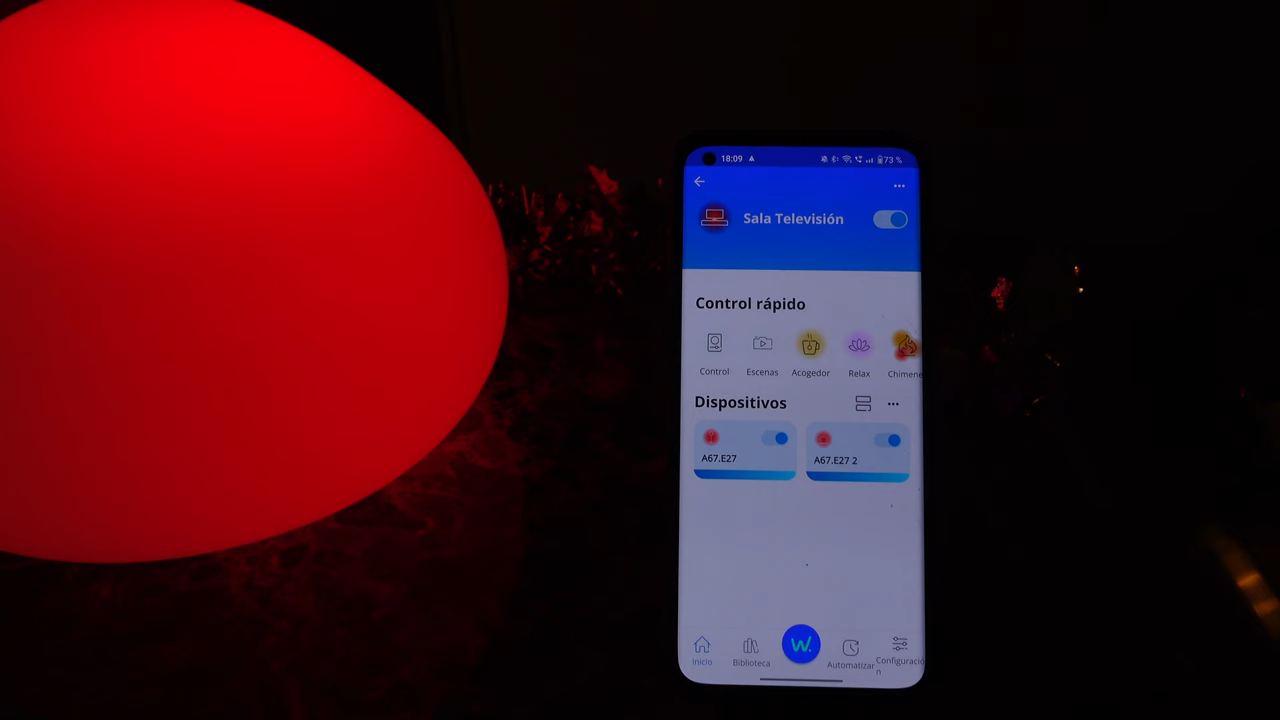 18:09
73 %
Sala Televisión
Control rápido
Control Escenas Acogedor Relax Chimene
Dispositivos
A67.E27
A67.E27 2
Inicio Biblioteca W. Automatizar Configuració
n